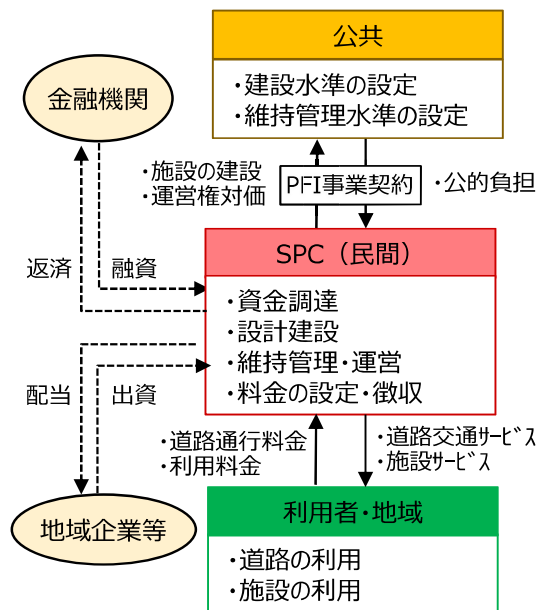 公共
・建設水準の設定
・維持管理水準の設定
金融機関
・施設の建設
・運営権対価
PFI事業契約
・公的負担
返済
融資
SPC（民間）
・資金調達
・設計建設
・維持管理・運営
・料金の設定・徴収
配当
出資
・道路通行料金
・利用料金
・道路交通ｻｰﾋﾞｽ
・施設ｻｰﾋﾞｽ
地域企業等
利用者・地域
・道路の利用
・施設の利用